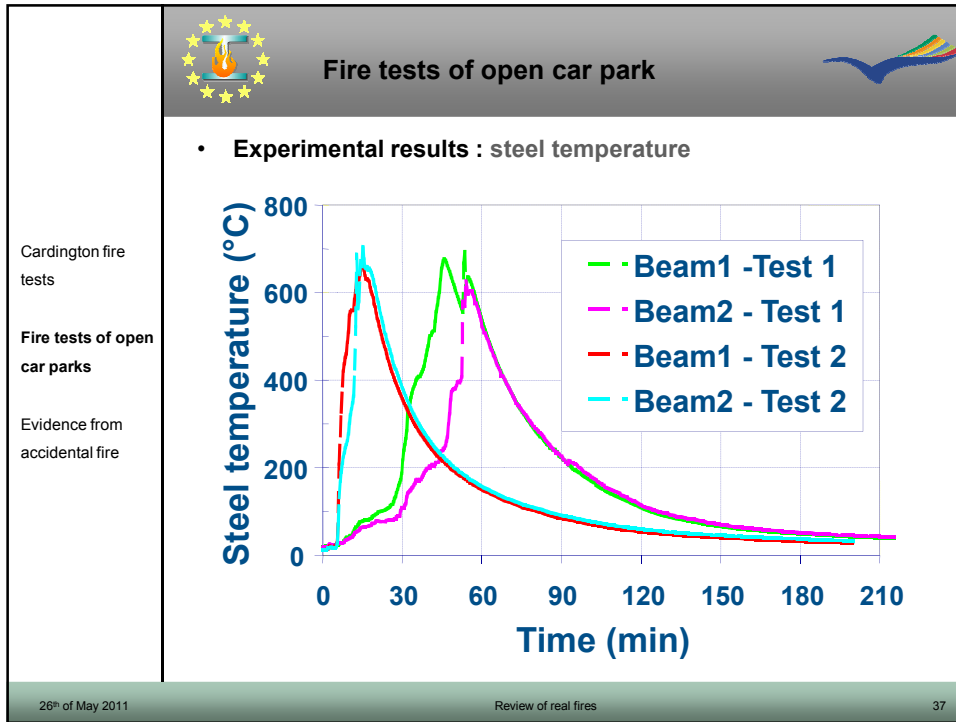 Fire tests of open car park
Cardington fire
tests
Fire tests of open
car parks
Evidence from
accidental fire
• Experimental results : steel temperature
Steel temperature (°C)
800
600
400
200
0
0 30 60 90 120 150 180 210
Time (min)
Beam1 -Test 1
Beam2 - Test 1
Beam1 - Test 2
Beam2 - Test 2
26th of May 2011 Review of real fires 37